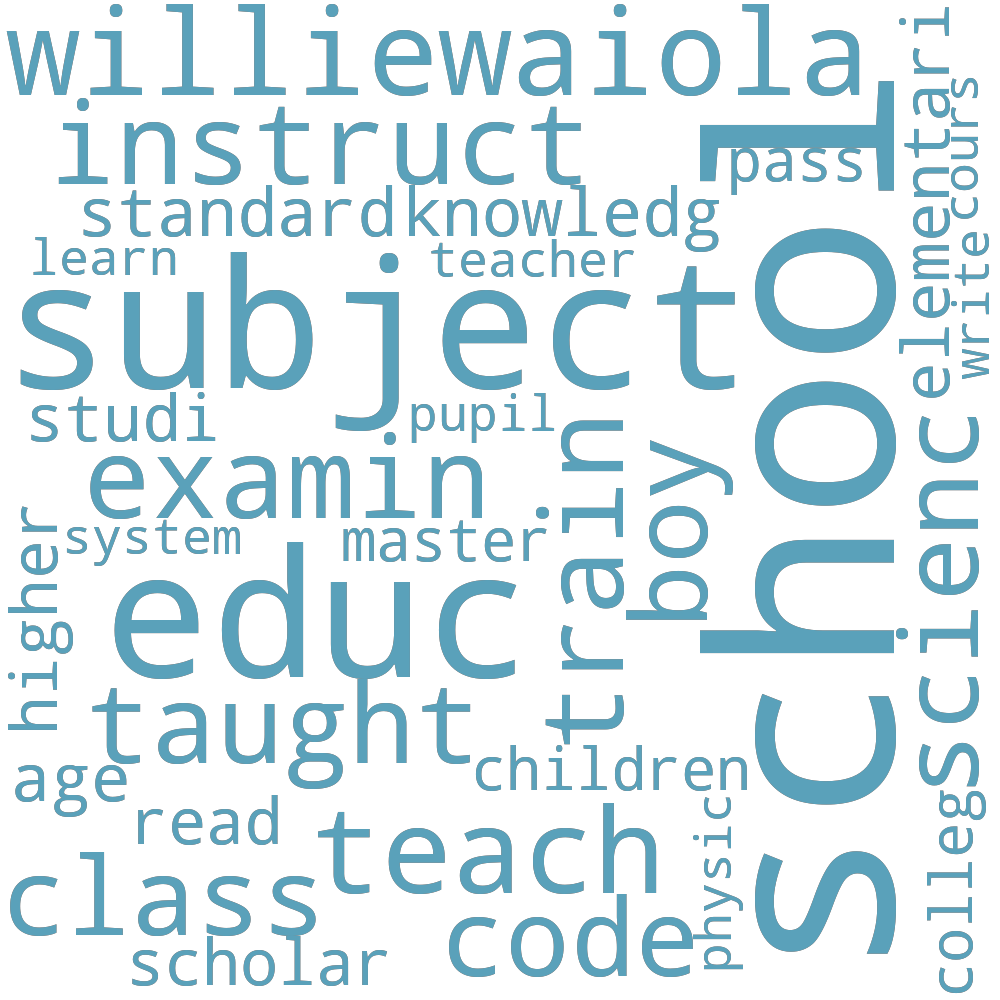 williewaiola
instruct
pass
standard
knowledg
learn
teacher
subject
school
elementari
cours
write
studi
pupil
examin
train
boy
scienc
system
master
higher
educ
taught
age
children
read
teach
physic
colleg
class
code
scholar